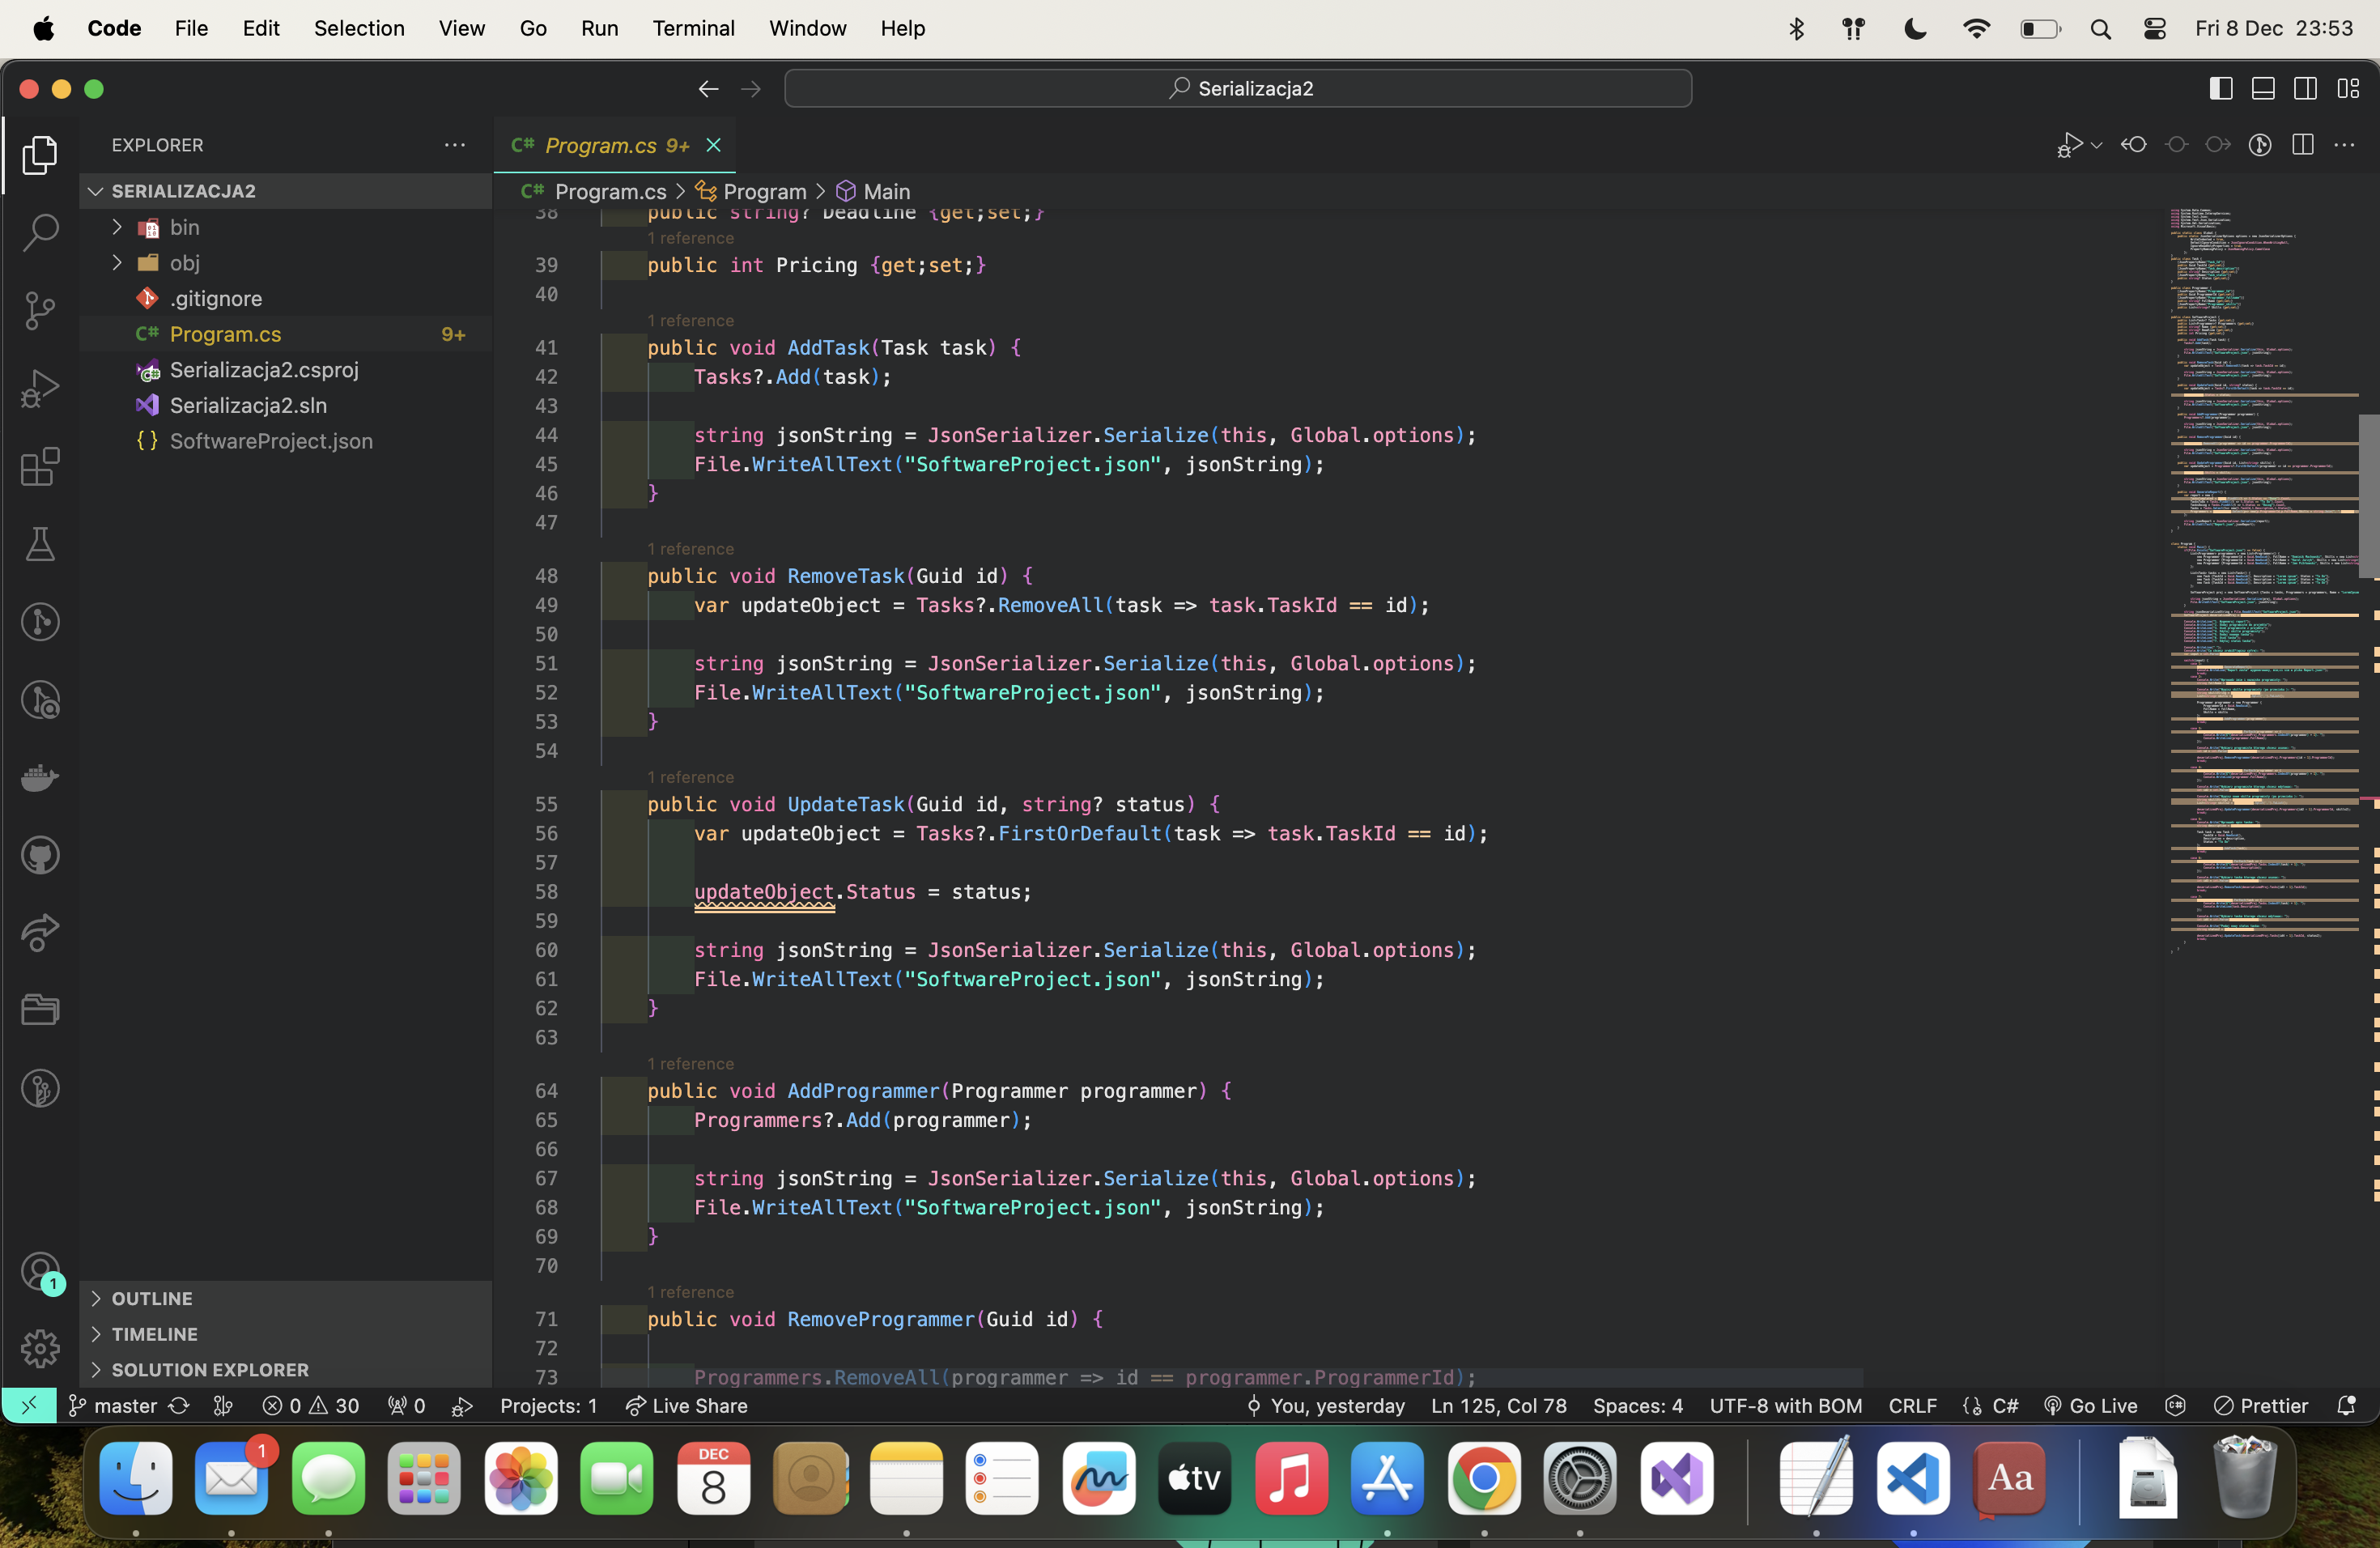 Code File Edit Selection View Go Run Terminal Window Help Fri 8 Dec 23:53
Serializacja2
EXPLORER
SERIALIZACJA2
bin
obj
.gitignore
C# Program.cs 9+
Serializacja2.csproj
Serializacja2.sln
{ } SoftwareProject.json
OUTLINE
TIMELINE
SOLUTION EXPLORER
C# Program.cs 9+
C# Program.cs > Program > Main
38 public string? Deadline {get;set;}
1 reference
39 public int Pricing {get;set;}
40
1 reference
41 public void AddTask(Task task) {
42 Tasks?.Add(task);
43
44 string jsonString = JsonSerializer.Serialize(this, Global.options);
45 File.WriteAllText("SoftwareProject.json", jsonString);
46 }
47
1 reference
48 public void RemoveTask(Guid id) {
49 var updateObject = Tasks?.RemoveAll(task => task.TaskId == id);
50
51 string jsonString = JsonSerializer.Serialize(this, Global.options);
52 File.WriteAllText("SoftwareProject.json", jsonString);
53 }
54
1 reference
55 public void UpdateTask(Guid id, string? status) {
56 var updateObject = Tasks?.FirstOrDefault(task => task.TaskId == id);
57
58 updateObject.Status = status;
59
60 string jsonString = JsonSerializer.Serialize(this, Global.options);
61 File.WriteAllText("SoftwareProject.json", jsonString);
62 }
63
1 reference
64 public void AddProgrammer(Programmer programmer) {
65 Programmers?.Add(programmer);
66
67 string jsonString = JsonSerializer.Serialize(this, Global.options);
68 File.WriteAllText("SoftwareProject.json", jsonString);
69 }
70
1 reference
71 public void RemoveProgrammer(Guid id) {
72
73 Programmers.RemoveAll(programmer => id == programmer.ProgrammerId);
1
master 0 30 0 Projects: 1 Live Share You, yesterday Ln 125, Col 78 Spaces: 4 UTF-8 with BOM CRLF C# Go Live Prettier
1
DEC
8
tv
Aa